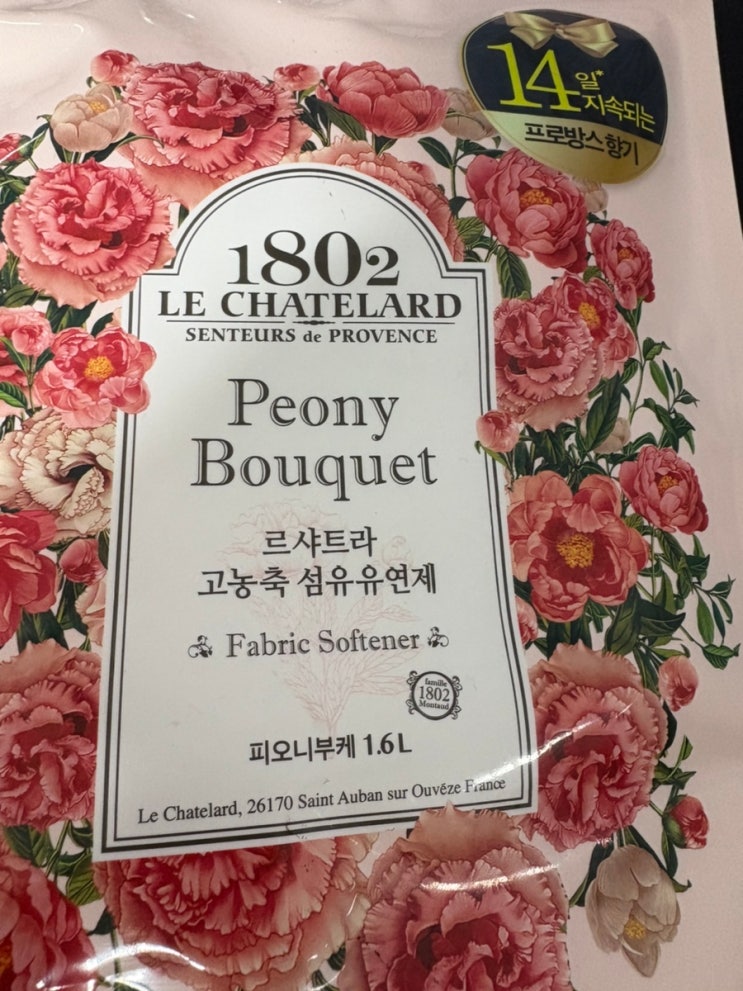 14일*
지속되는
프로방스 향기
1802
LE CHATELARD
SENTEURS de PROVENCE
Peony
Bouquet
르샤트라
고농축 섬유유연제
Fabric Softener
famille
1802
Montaud
피오니부케 1.6 L
Le Chatelard, 26170 Saint Auban sur Ouvéze France